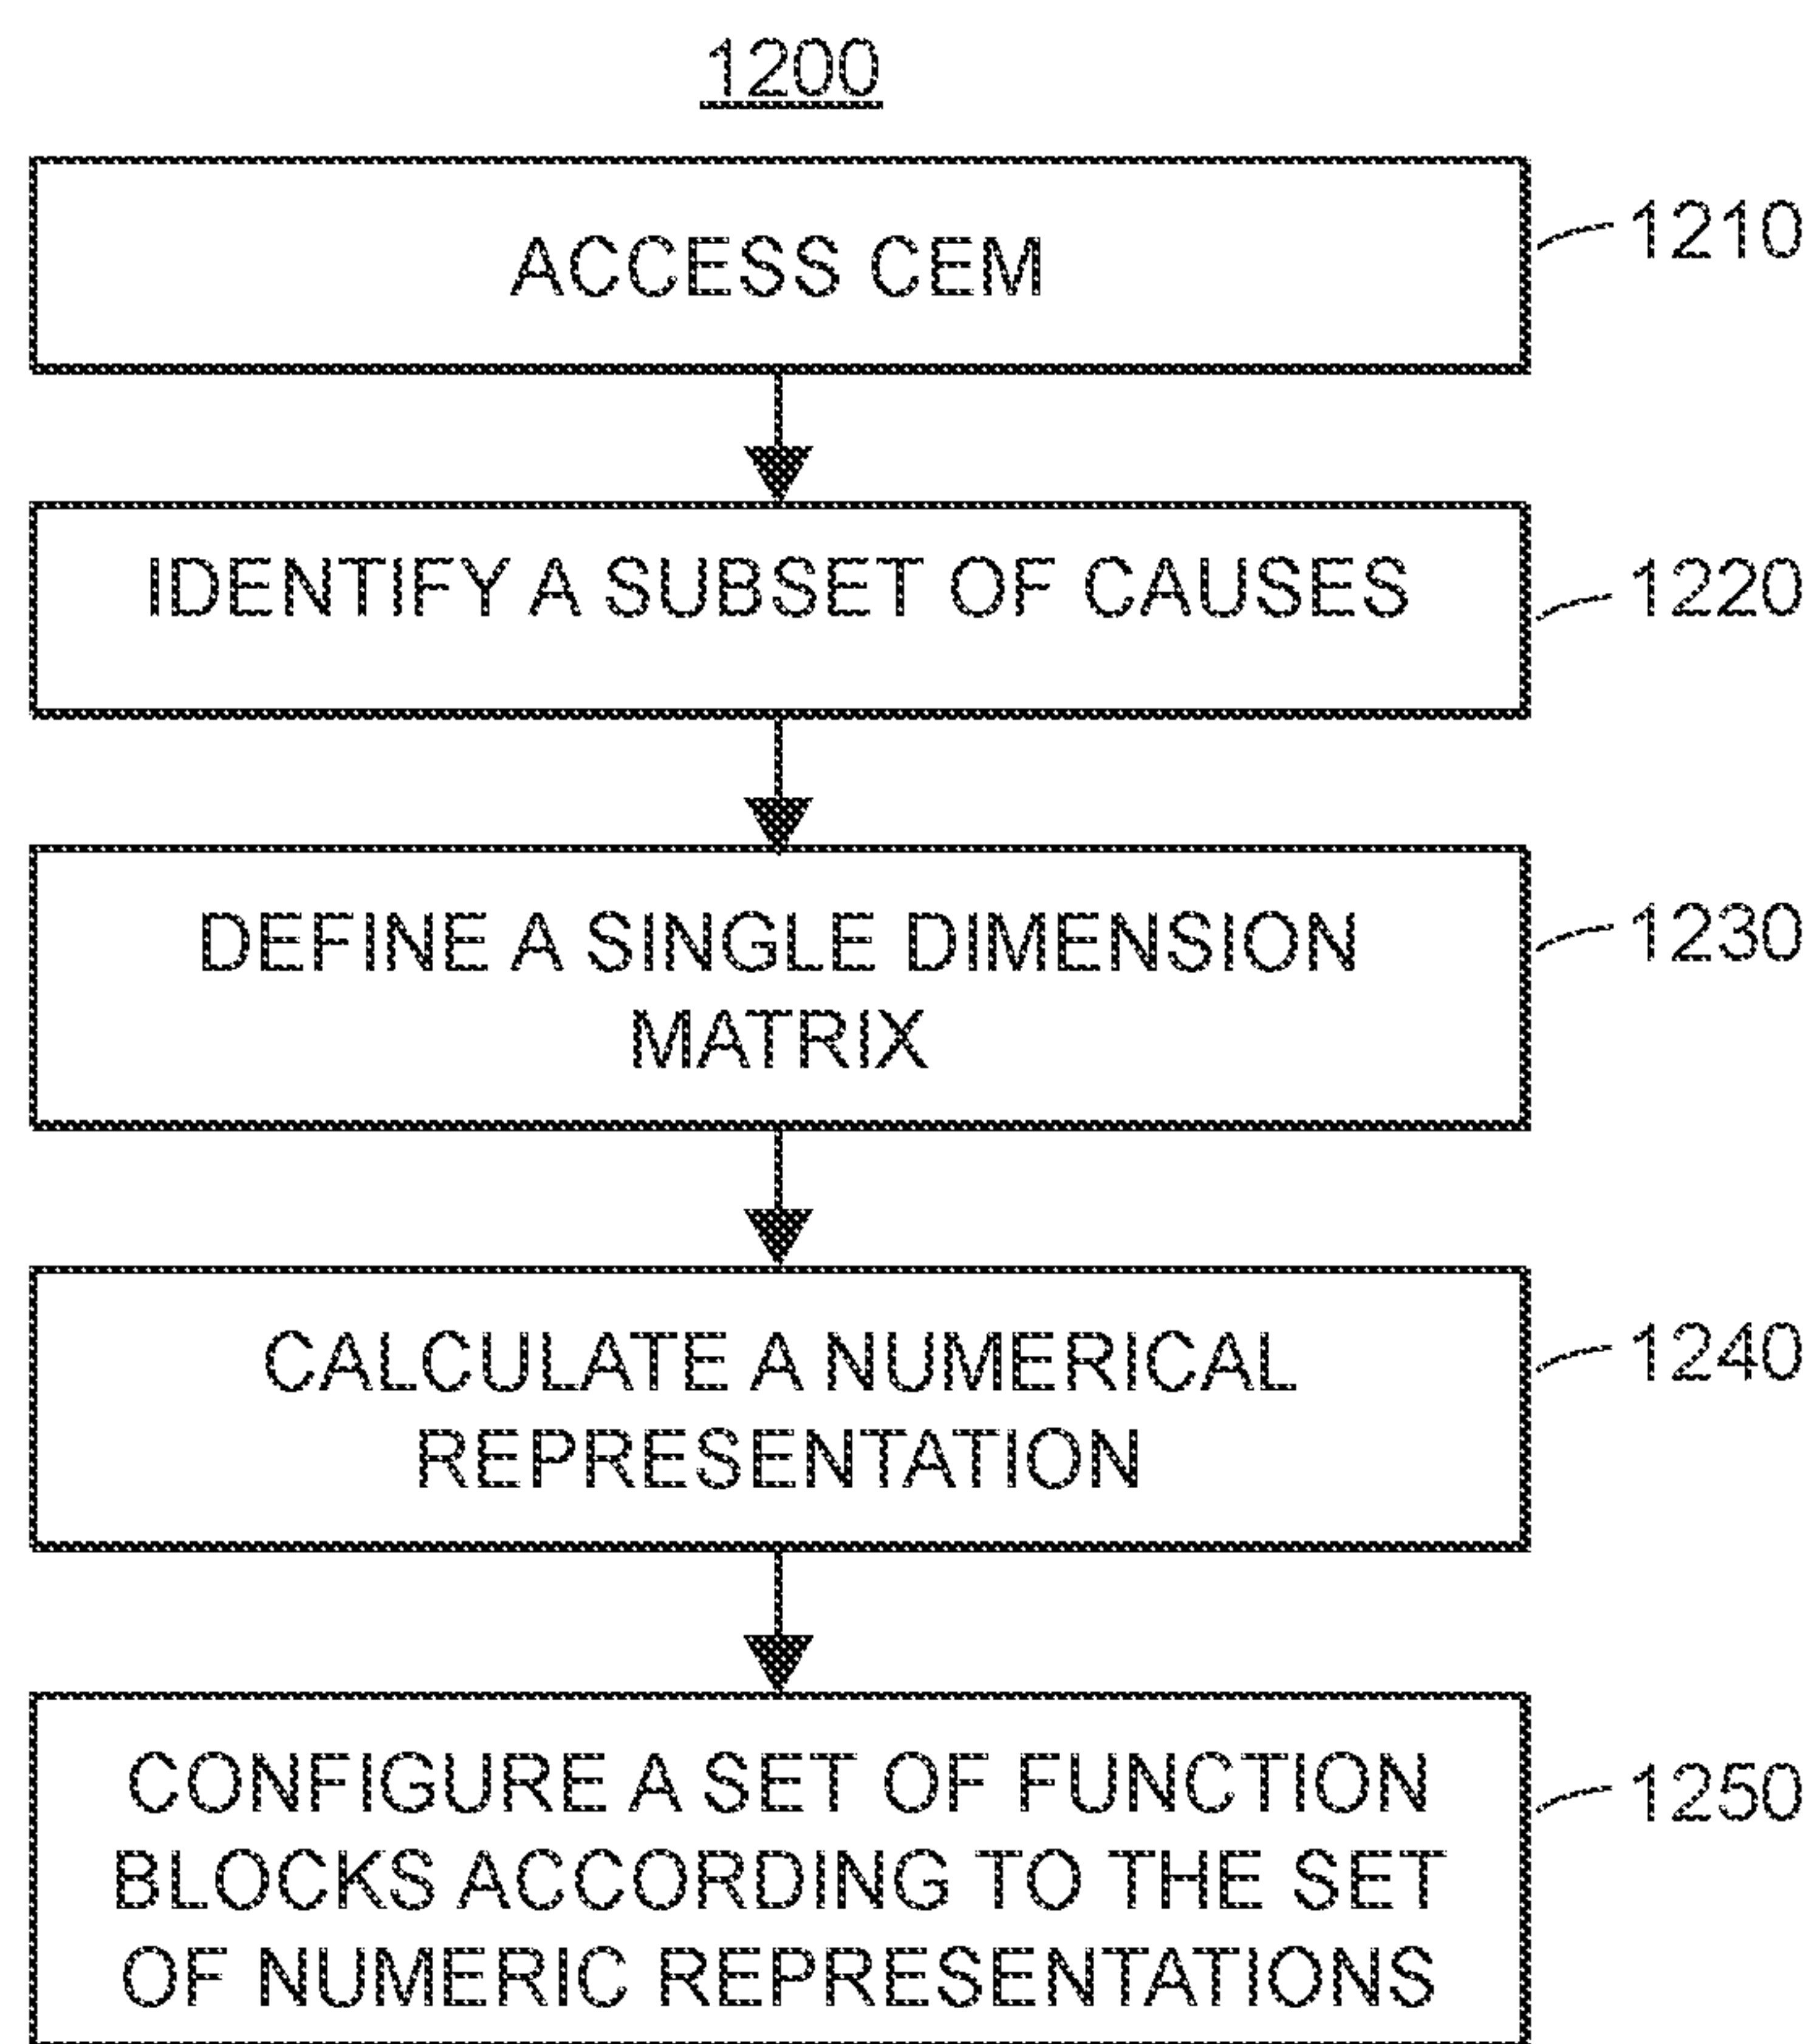 1200
ACCESS CEM
1210
IDENTIFY A SUBSET OF CAUSES
1220
DEFINE A SINGLE DIMENSION
MATRIX
1230
CALCULATE A NUMERICAL
REPRESENTATION
1240
CONFIGURE A SET OF FUNCTION
BLOCKS ACCORDING TO THE SET
OF NUMERIC REPRESENTATIONS
1250